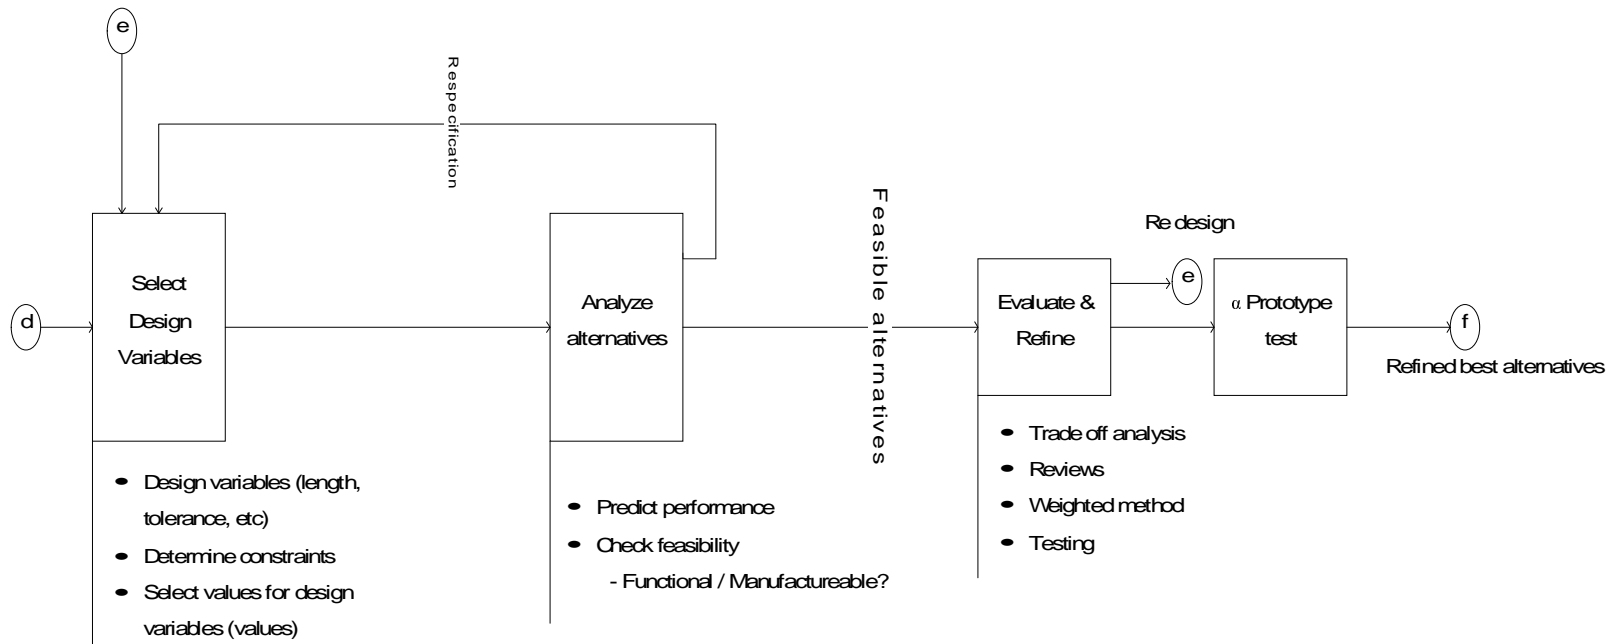 e
Respecification
Select
Design
Variables
d
Analyze
alternatives
Feasible alternatives
Re design
Evaluate &
Refine
e
α Prototype
test
f
Refined best alternatives
• Design variables (length,
tolerance, etc)
• Determine constraints
• Select values for design
variables (values)
• Predict performance
• Check feasibility
- Functional / Manufactureable?
• Trade off analysis
• Reviews
• Weighted method
• Testing